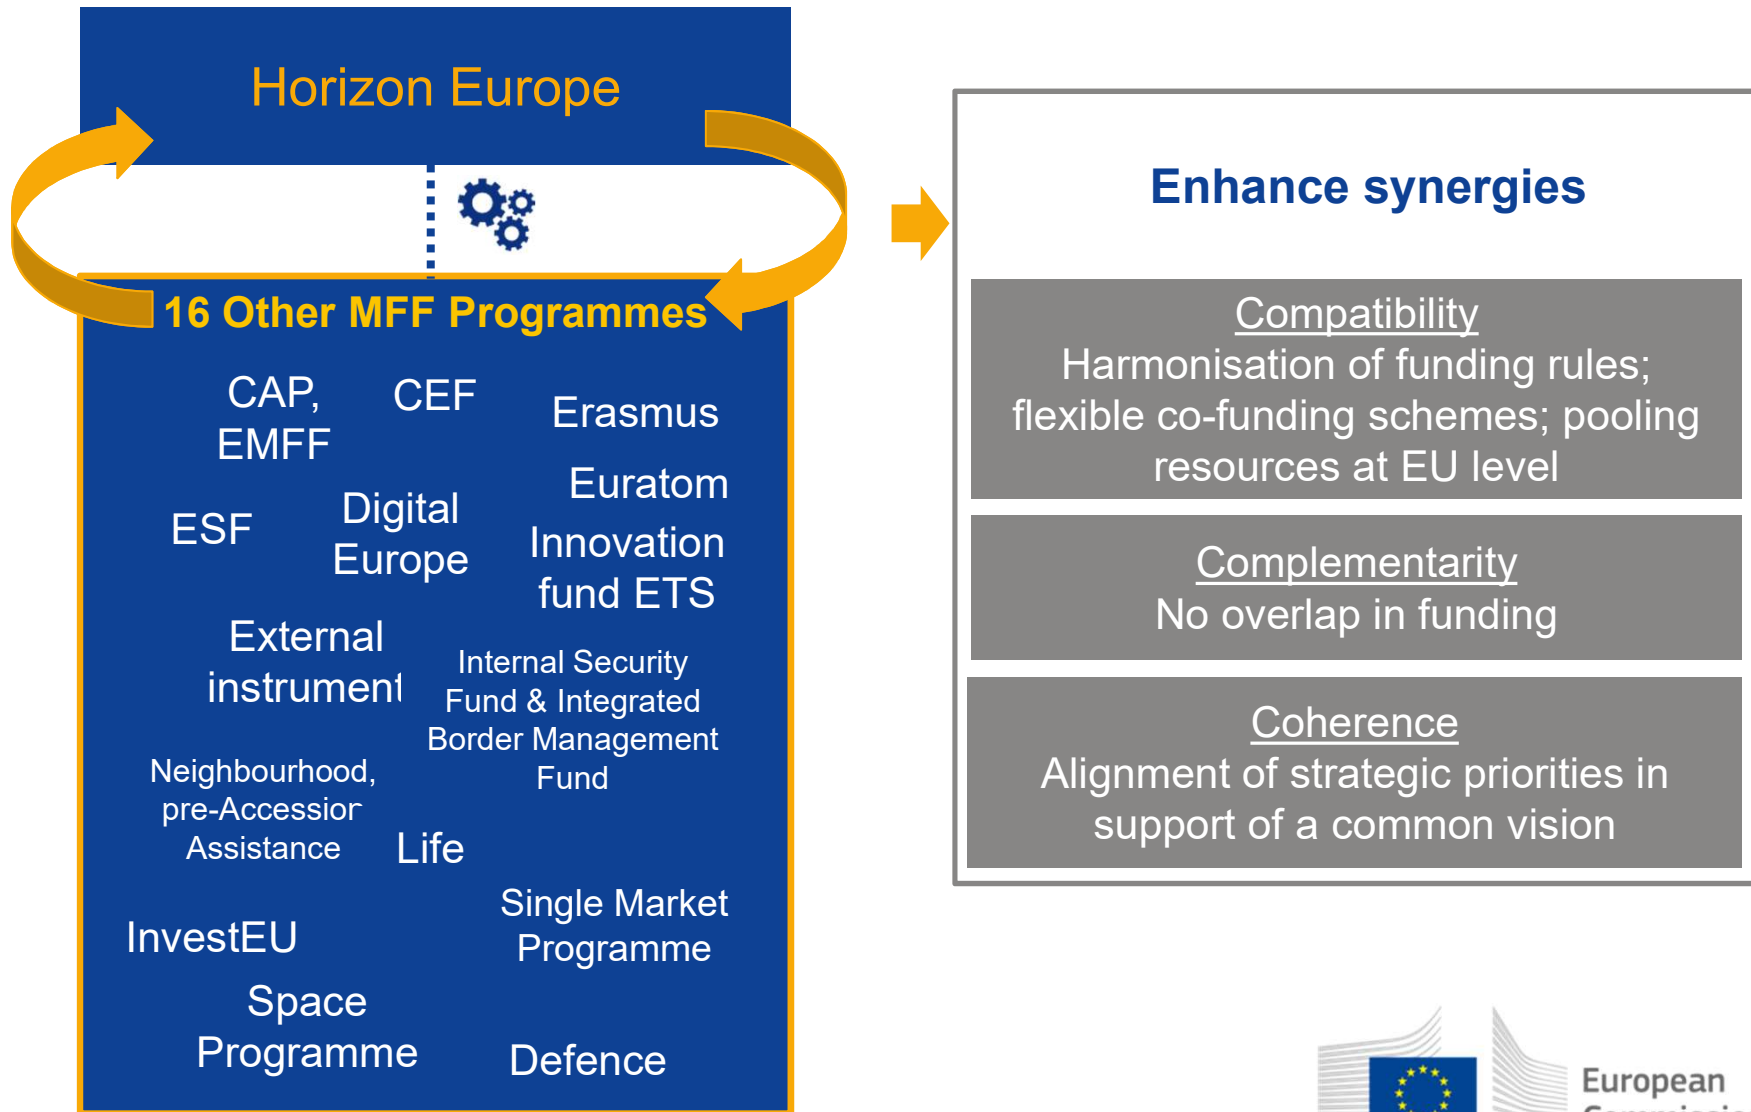 Horizon Europe
16 Other MFF Programmes
CAP,
EMFF
CEF
Erasmus
Euratom
ESF
Digital
Europe
Innovation
fund ETS
External
instrument
Internal Security
Fund & Integrated
Border Management
Fund
Neighbourhood,
pre-Accession
Assistance
Life
InvestEU
Single Market
Programme
Space
Programme
Defence
Enhance synergies
Compatibility
Harmonisation of funding rules;
flexible co-funding schemes; pooling
resources at EU level
Complementarity
No overlap in funding
Coherence
Alignment of strategic priorities in
support of a common vision
European